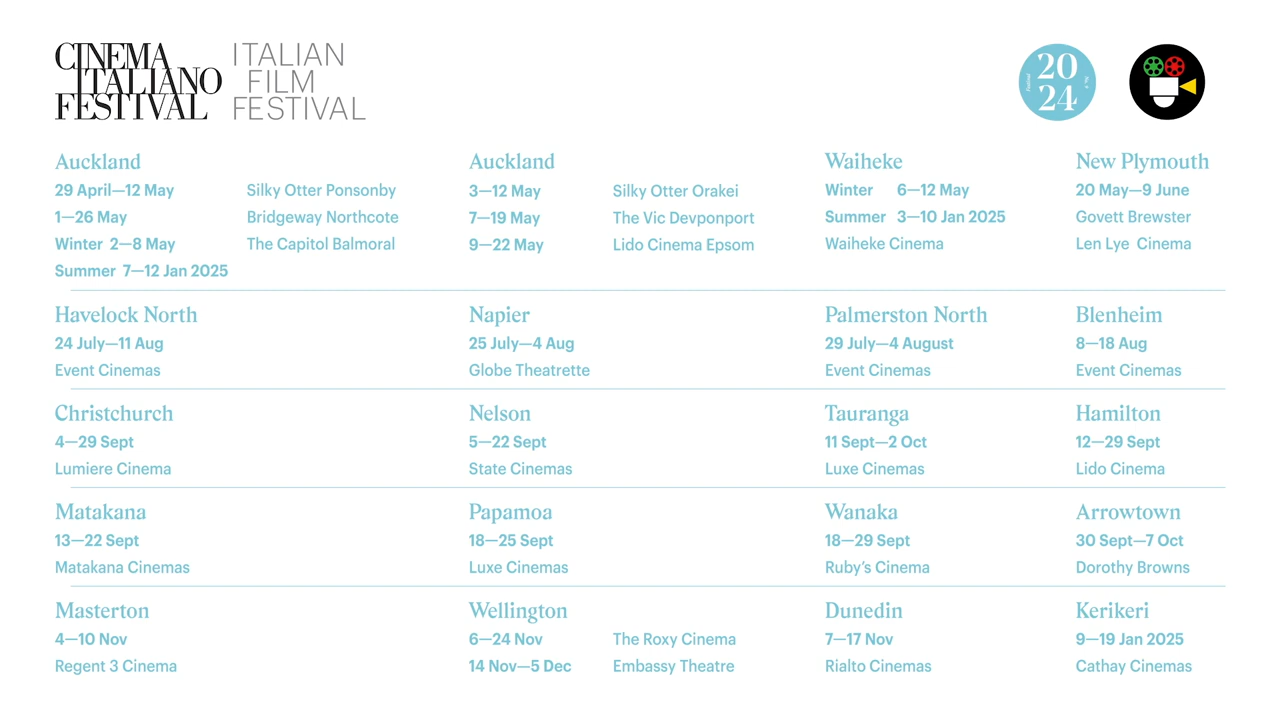 CINEMA
ITALIANO
FESTIVAL
ITALIAN
FILM
FESTIVAL
Festival
20
24
No. 9
Auckland
29 April—12 May Silky Otter Ponsonby
1—26 May Bridgeway Northcote
Winter 2—8 May The Capitol Balmoral
Summer 7—12 Jan 2025
Auckland
3—12 May Silky Otter Orakei
7—19 May The Vic Devponport
9—22 May Lido Cinema Epsom
Waiheke
Winter 6—12 May
Summer 3—10 Jan 2025
Waiheke Cinema
New Plymouth
20 May—9 June
Govett Brewster
Len Lye Cinema
Havelock North
24 July—11 Aug
Event Cinemas
Napier
25 July—4 Aug
Globe Theatrette
Palmerston North
29 July—4 August
Event Cinemas
Blenheim
8—18 Aug
Event Cinemas
Christchurch
4—29 Sept
Lumiere Cinema
Nelson
5—22 Sept
State Cinemas
Tauranga
11 Sept—2 Oct
Luxe Cinemas
Hamilton
12—29 Sept
Lido Cinema
Matakana
13—22 Sept
Matakana Cinemas
Papamoa
18—25 Sept
Luxe Cinemas
Wanaka
18—29 Sept
Ruby’s Cinema
Arrowtown
30 Sept—7 Oct
Dorothy Browns
Masterton
4—10 Nov
Regent 3 Cinema
Wellington
6—24 Nov The Roxy Cinema
14 Nov—5 Dec Embassy Theatre
Dunedin
7—17 Nov
Rialto Cinemas
Kerikeri
9—19 Jan 2025
Cathay Cinemas